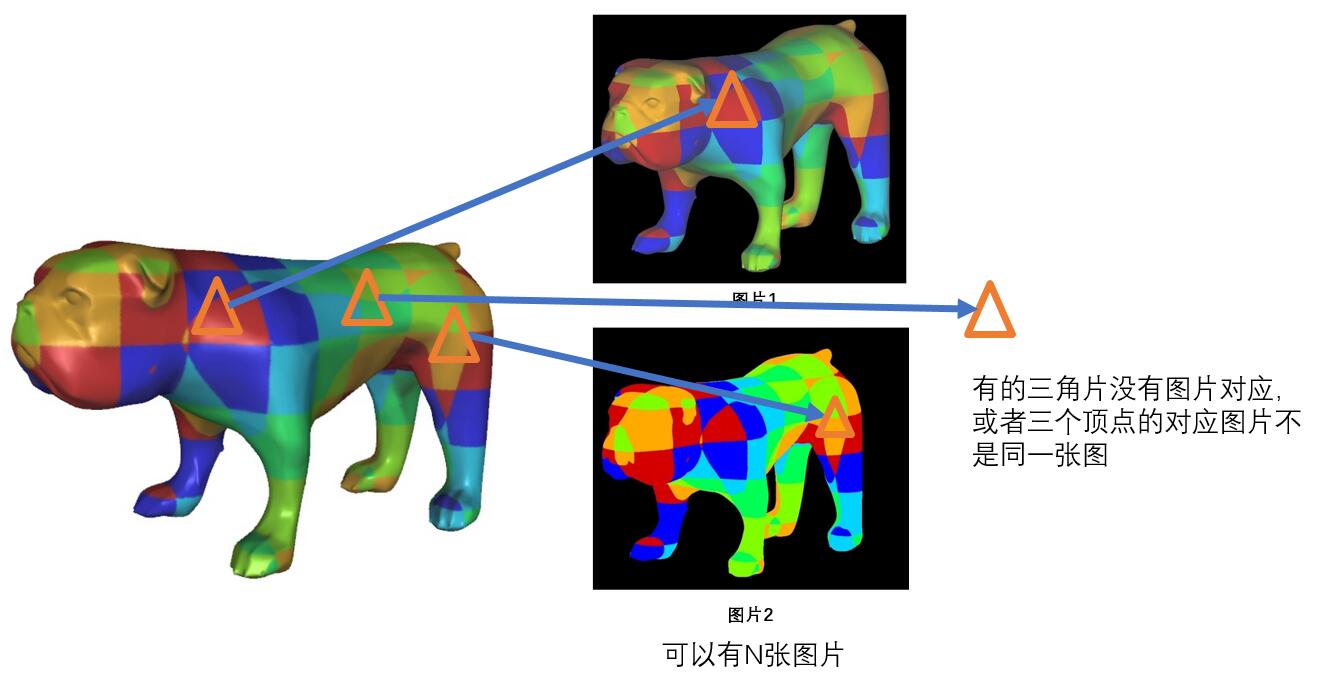 图片1
有的三角片没有图片对应，
或者三个顶点的对应图片不
是同一张图
图片2
可以有N张图片